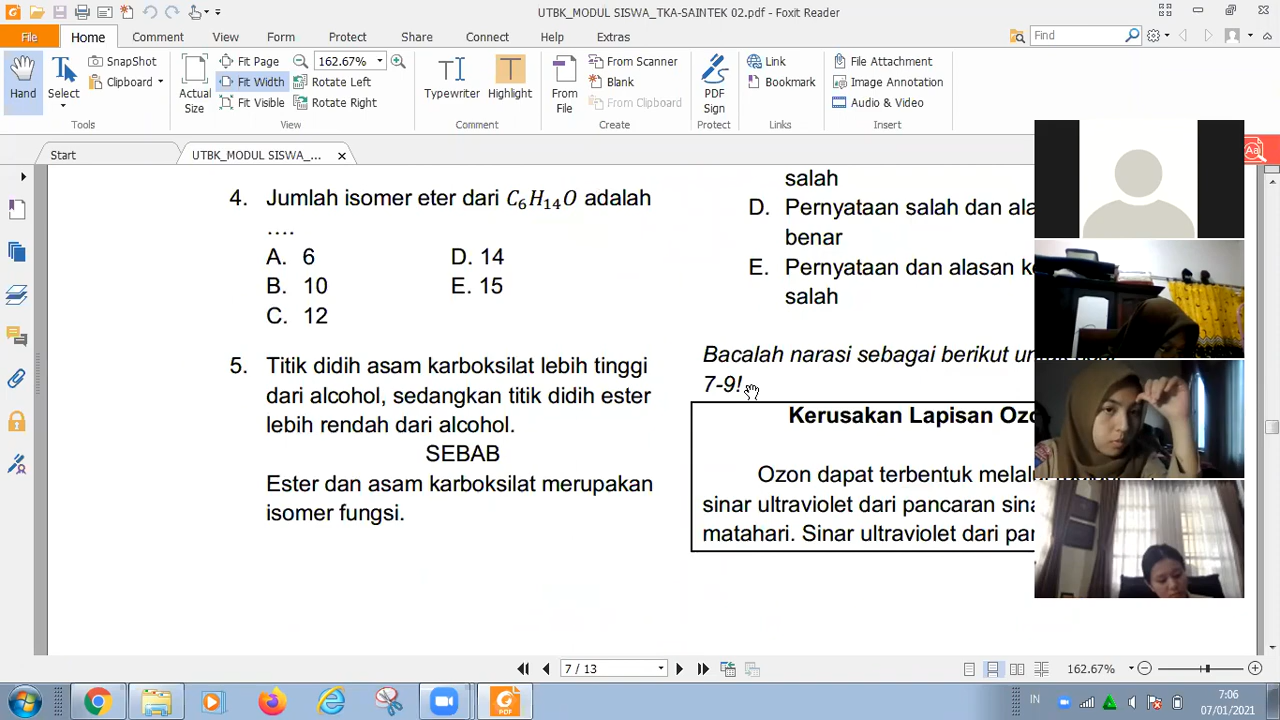 UTBK_MODUL SISWA_TKA-SAINTEK 02.pdf - Foxit Reader
File Home Comment View Form Protect Share Connect Help Extras Find
SnapShot Fit Page 162.67% From Scanner Link File Attachment
Clipboard Fit Width Rotate Left Blank Bookmark Image Annotation
Hand Select Actual Size Fit Visible Rotate Right Typewriter Highlight From File From Clipboard PDF Sign Audio & Video
Tools View Comment Create Protect Links Insert
Start UTBK_MODUL SISWA_...
4. Jumlah isomer eter dari C₆H₁₄O adalah
....
A. 6 D. 14
B. 10 E. 15
C. 12
5. Titik didih asam karboksilat lebih tinggi
dari alcohol, sedangkan titik didih ester
lebih rendah dari alcohol.
SEBAB
Ester dan asam karboksilat merupakan
isomer fungsi.
salah
D. Pernyataan salah dan
benar
E. Pernyataan dan alasan
salah
Bacalah narasi sebagai berikut
7-9!
Kerusakan Lapisan
Ozon dapat terbentuk
sinar ultraviolet dari pancaran
matahari. Sinar ultraviolet dari
7 / 13 162.67%
IN 7:06
07/01/2021